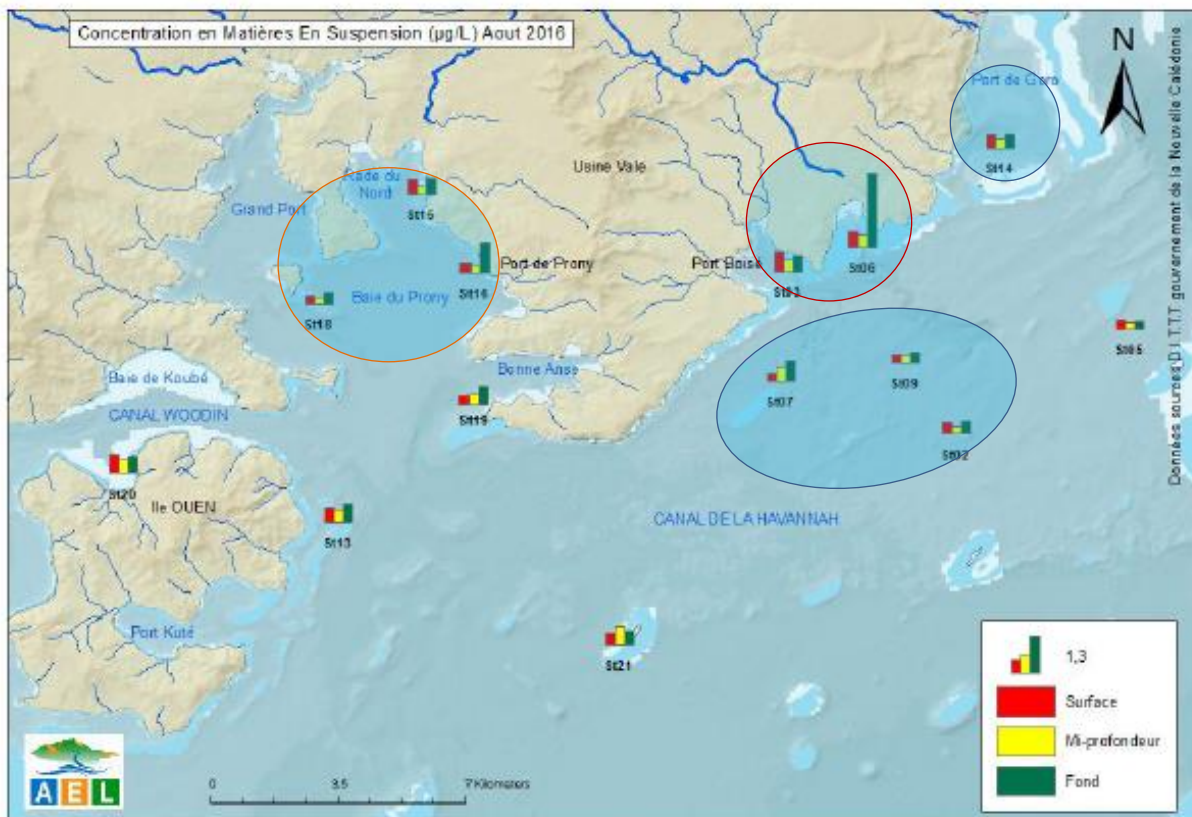 Concentration en Matières En Suspension (µg/L) Aout 2016
N
Port de Goro
St14
Données sources D.I.T.T.T gouvernement de la Nouvelle Calédonie
Usine Vale
Rade du
Nord
St15
Grand Port
Port de Prony
St16
Baie du Prony
St18
Port Boisé
St03
St06
St05
Bonne Anse
Baie de Koubé
St07
St09
CANAL WOODIN
St19
St02
St20
Ile OUEN
CANAL DE LA HAVANNAH
St13
Port Kuté
St21
1,3
Surface
Mi-profondeur
Fond
AEL
0 3.5 7 Kilometers